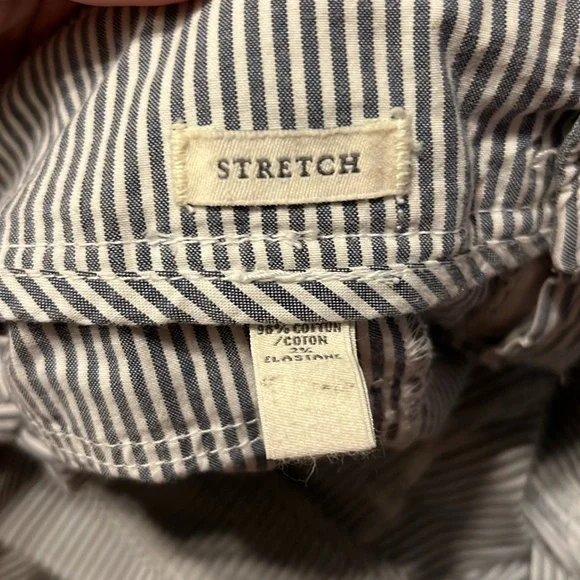 STRETCH
98% COTTON
/COTON
2%
ELASTANE